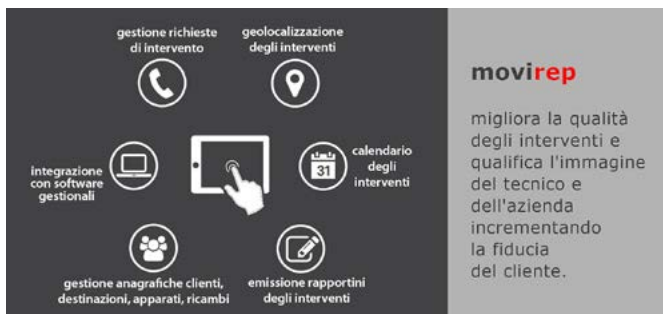 gestione richieste
di intervento
geolocalizzazione
degli interventi
integrazione
con software
gestionali
31
calendario
degli
interventi
gestione anagrafiche clienti,
destinazioni, apparati, ricambi
emissione rapportini
degli interventi
movirep
migliora la qualità
degli interventi e
qualifica l'immagine
del tecnico e
dell'azienda
incrementando
la fiducia
del cliente.